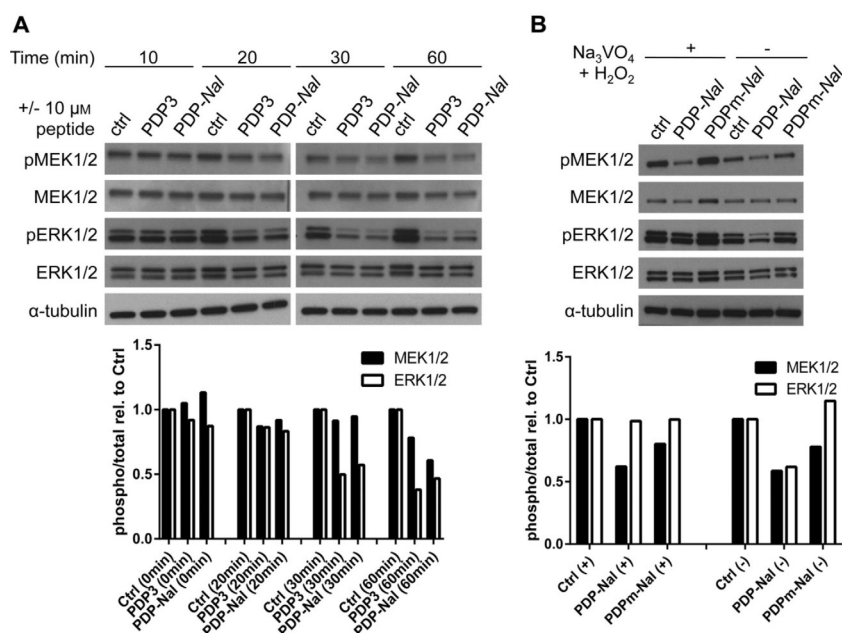 A
Time (min) 10 20 30 60
+/- 10 µM peptide
ctrl PDP3 PDP-Nal ctrl PDP3 PDP-Nal ctrl PDP3 PDP-Nal ctrl PDP3 PDP-Nal
pMEK1/2
MEK1/2
pERK1/2
ERK1/2
α-tubulin
phospho/total rel. to Ctrl
1.5
1.0
0.5
0.0
MEK1/2
ERK1/2
Ctrl (0min)
PDP3 (0min)
PDP-Nal (0min)
Ctrl (20min)
PDP3 (20min)
PDP-Nal (20min)
Ctrl (30min)
PDP3 (30min)
PDP-Nal (30min)
Ctrl (60min)
PDP3 (60min)
PDP-Nal (60min)
B
Na₃VO₄ + -
+ H₂O₂
ctrl PDP-Nal PDPm-Nal ctrl PDP-Nal PDPm-Nal
pMEK1/2
MEK1/2
pERK1/2
ERK1/2
α-tubulin
phospho/total rel. to Ctrl
1.5
1.0
0.5
0.0
MEK1/2
ERK1/2
Ctrl (+)
PDP-Nal (+)
PDPm-Nal (+)
Ctrl (-)
PDP-Nal (-)
PDPm-Nal (-)